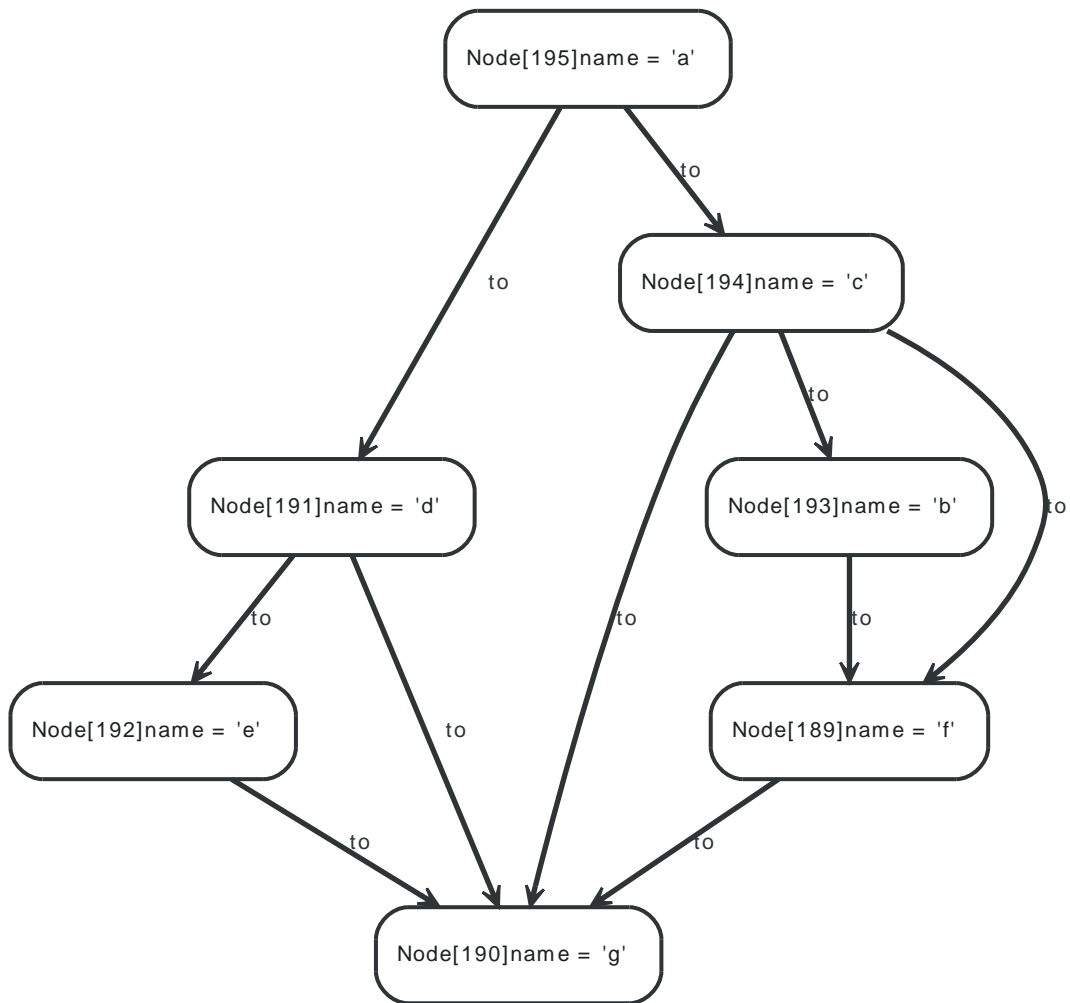 Node[195]name = 'a'
to
to
Node[194]name = 'c'
to
Node[191]name = 'd'
Node[193]name = 'b'
to
to
to
to
Node[192]name = 'e'
to
Node[189]name = 'f'
to
to
Node[190]name = 'g'